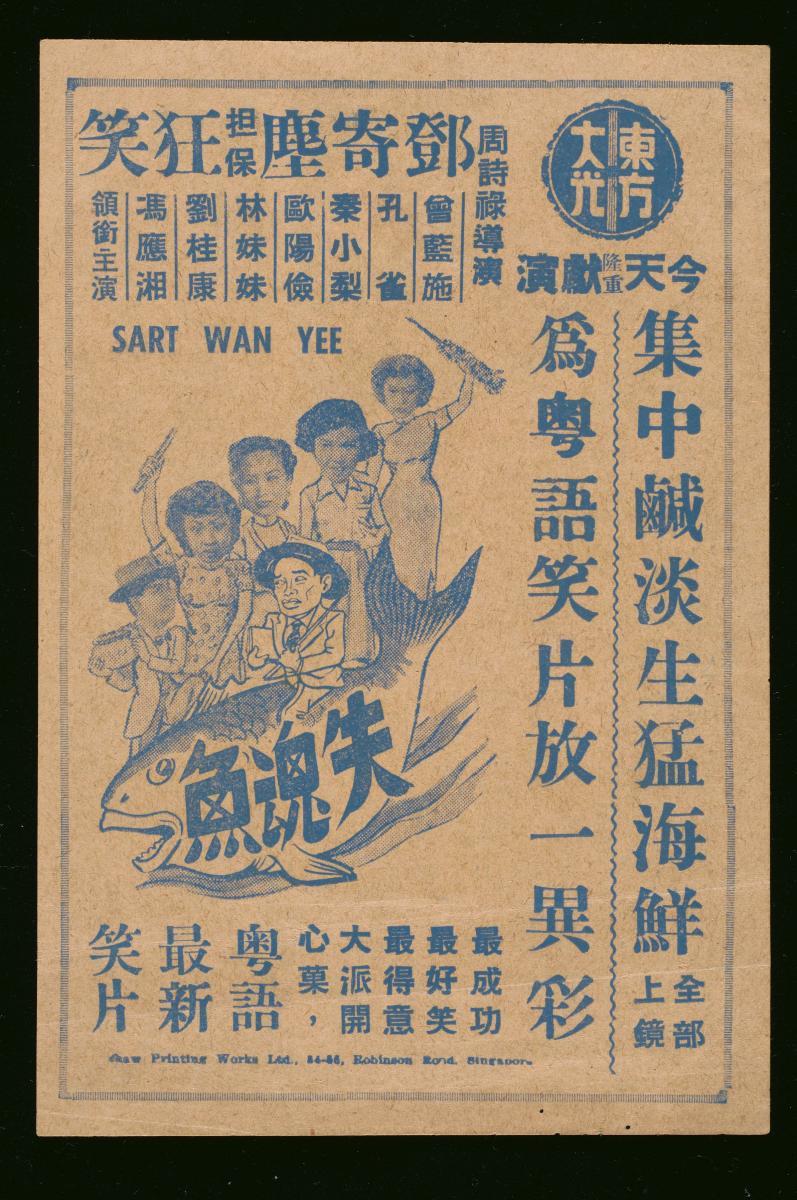 東方
大光
今天隆重獻演
集中鹹淡生猛海鮮
全部上鏡
為粵語笑片放一異彩
周詩祿導演
鄧寄塵担保狂笑
曾藍施
孔雀
秦小梨
歐陽儉
林妹妹
劉桂康
馮應湘
領銜主演
SART WAN YEE
失魂魚
最成功
最好笑
最得意
大派開
心菓，
粵語
最新
笑片
Shaw Printing Works Ltd., 54-56, Robinson Road. Singapore